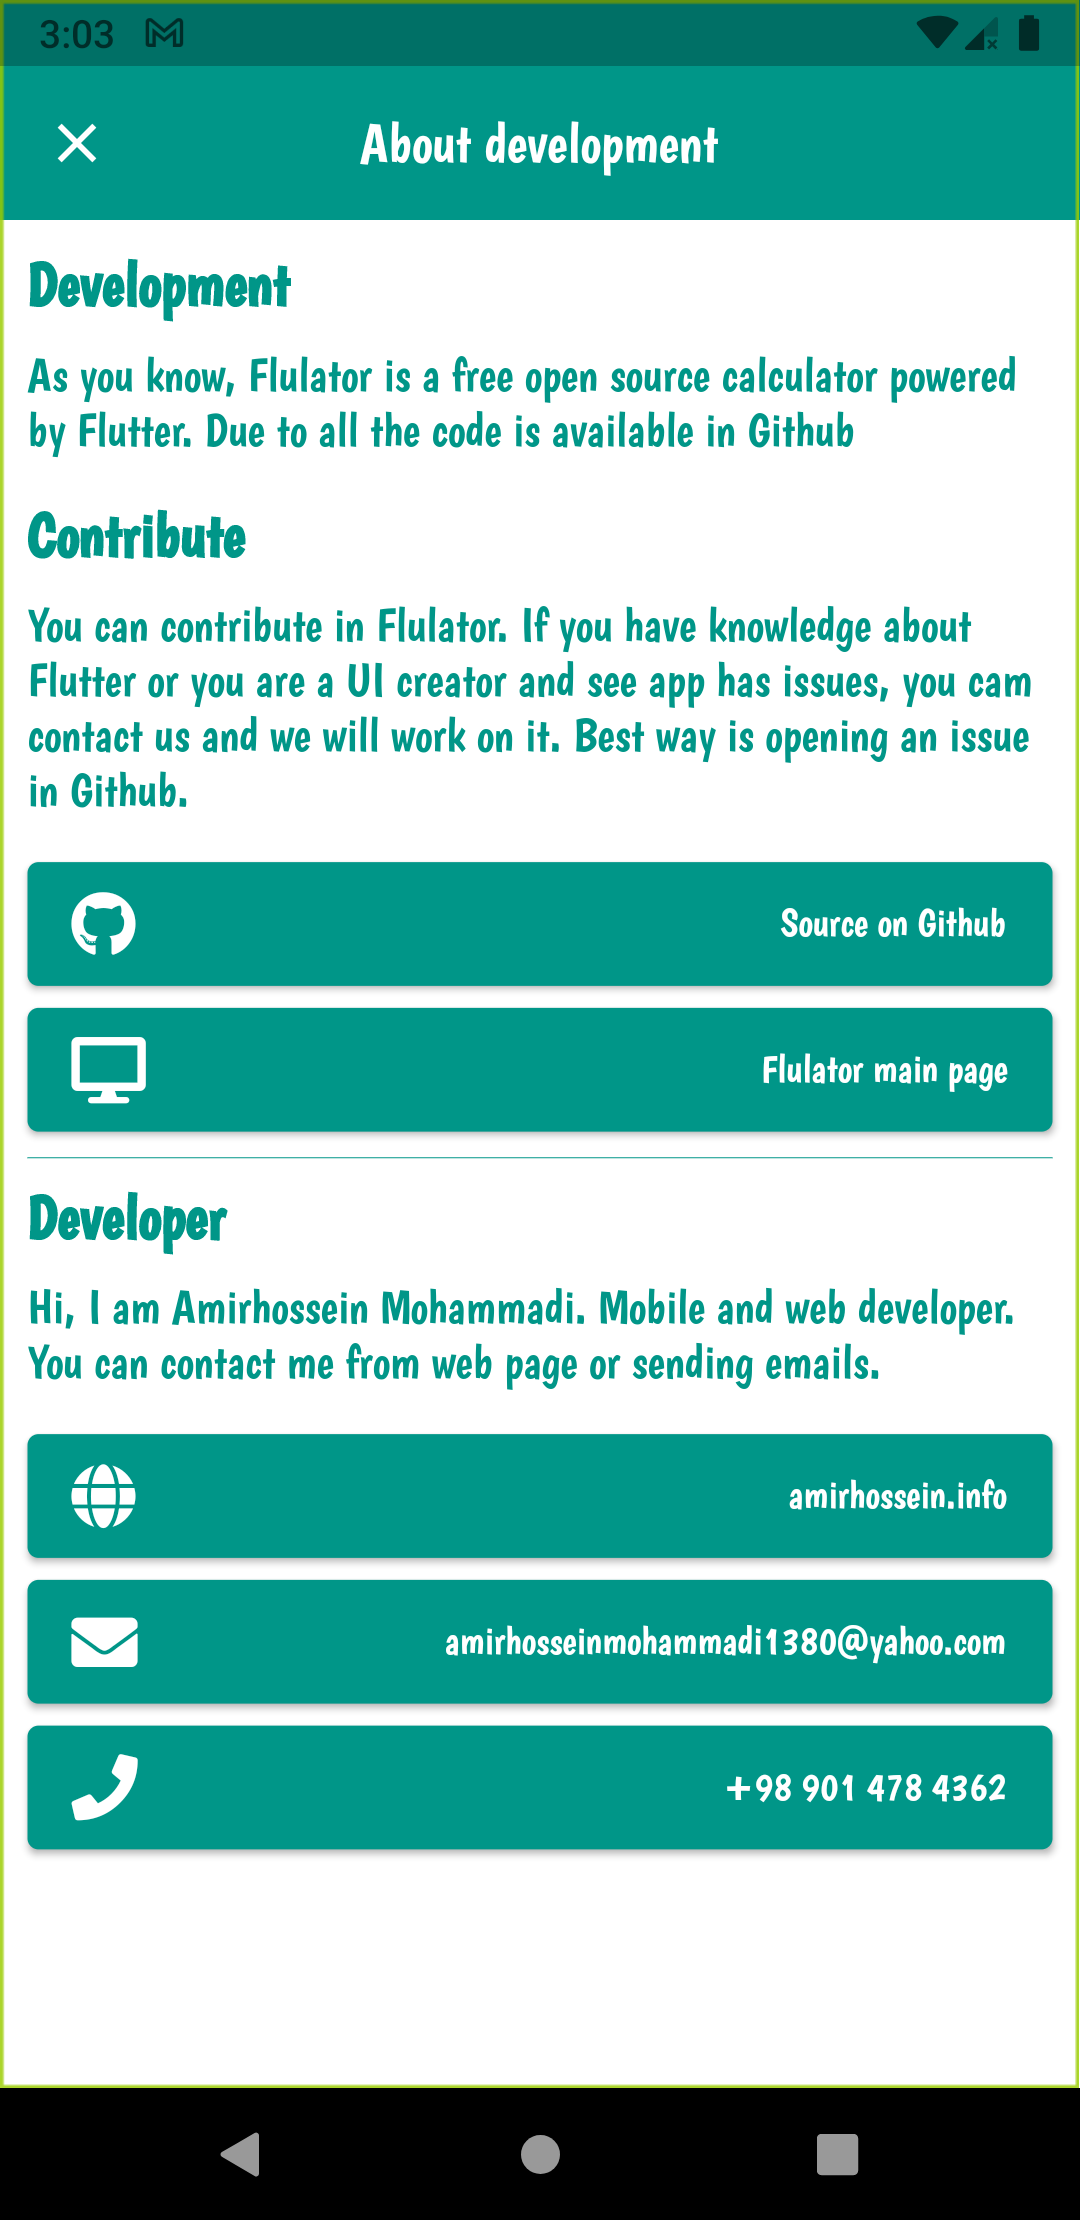 3:03
About development
Development
As you know, Flulator is a free open source calculator powered
by Flutter. Due to all the code is available in Github
Contribute
You can contribute in Flulator. If you have knowledge about
Flutter or you are a UI creator and see app has issues, you cam
contact us and we will work on it. Best way is opening an issue
in Github.
Source on Github
Flulator main page
Developer
Hi, I am Amirhossein Mohammadi. Mobile and web developer.
You can contact me from web page or sending emails.
amirhossein.info
amirhosseinmohammadi1380@yahoo.com
+98 901 478 4362